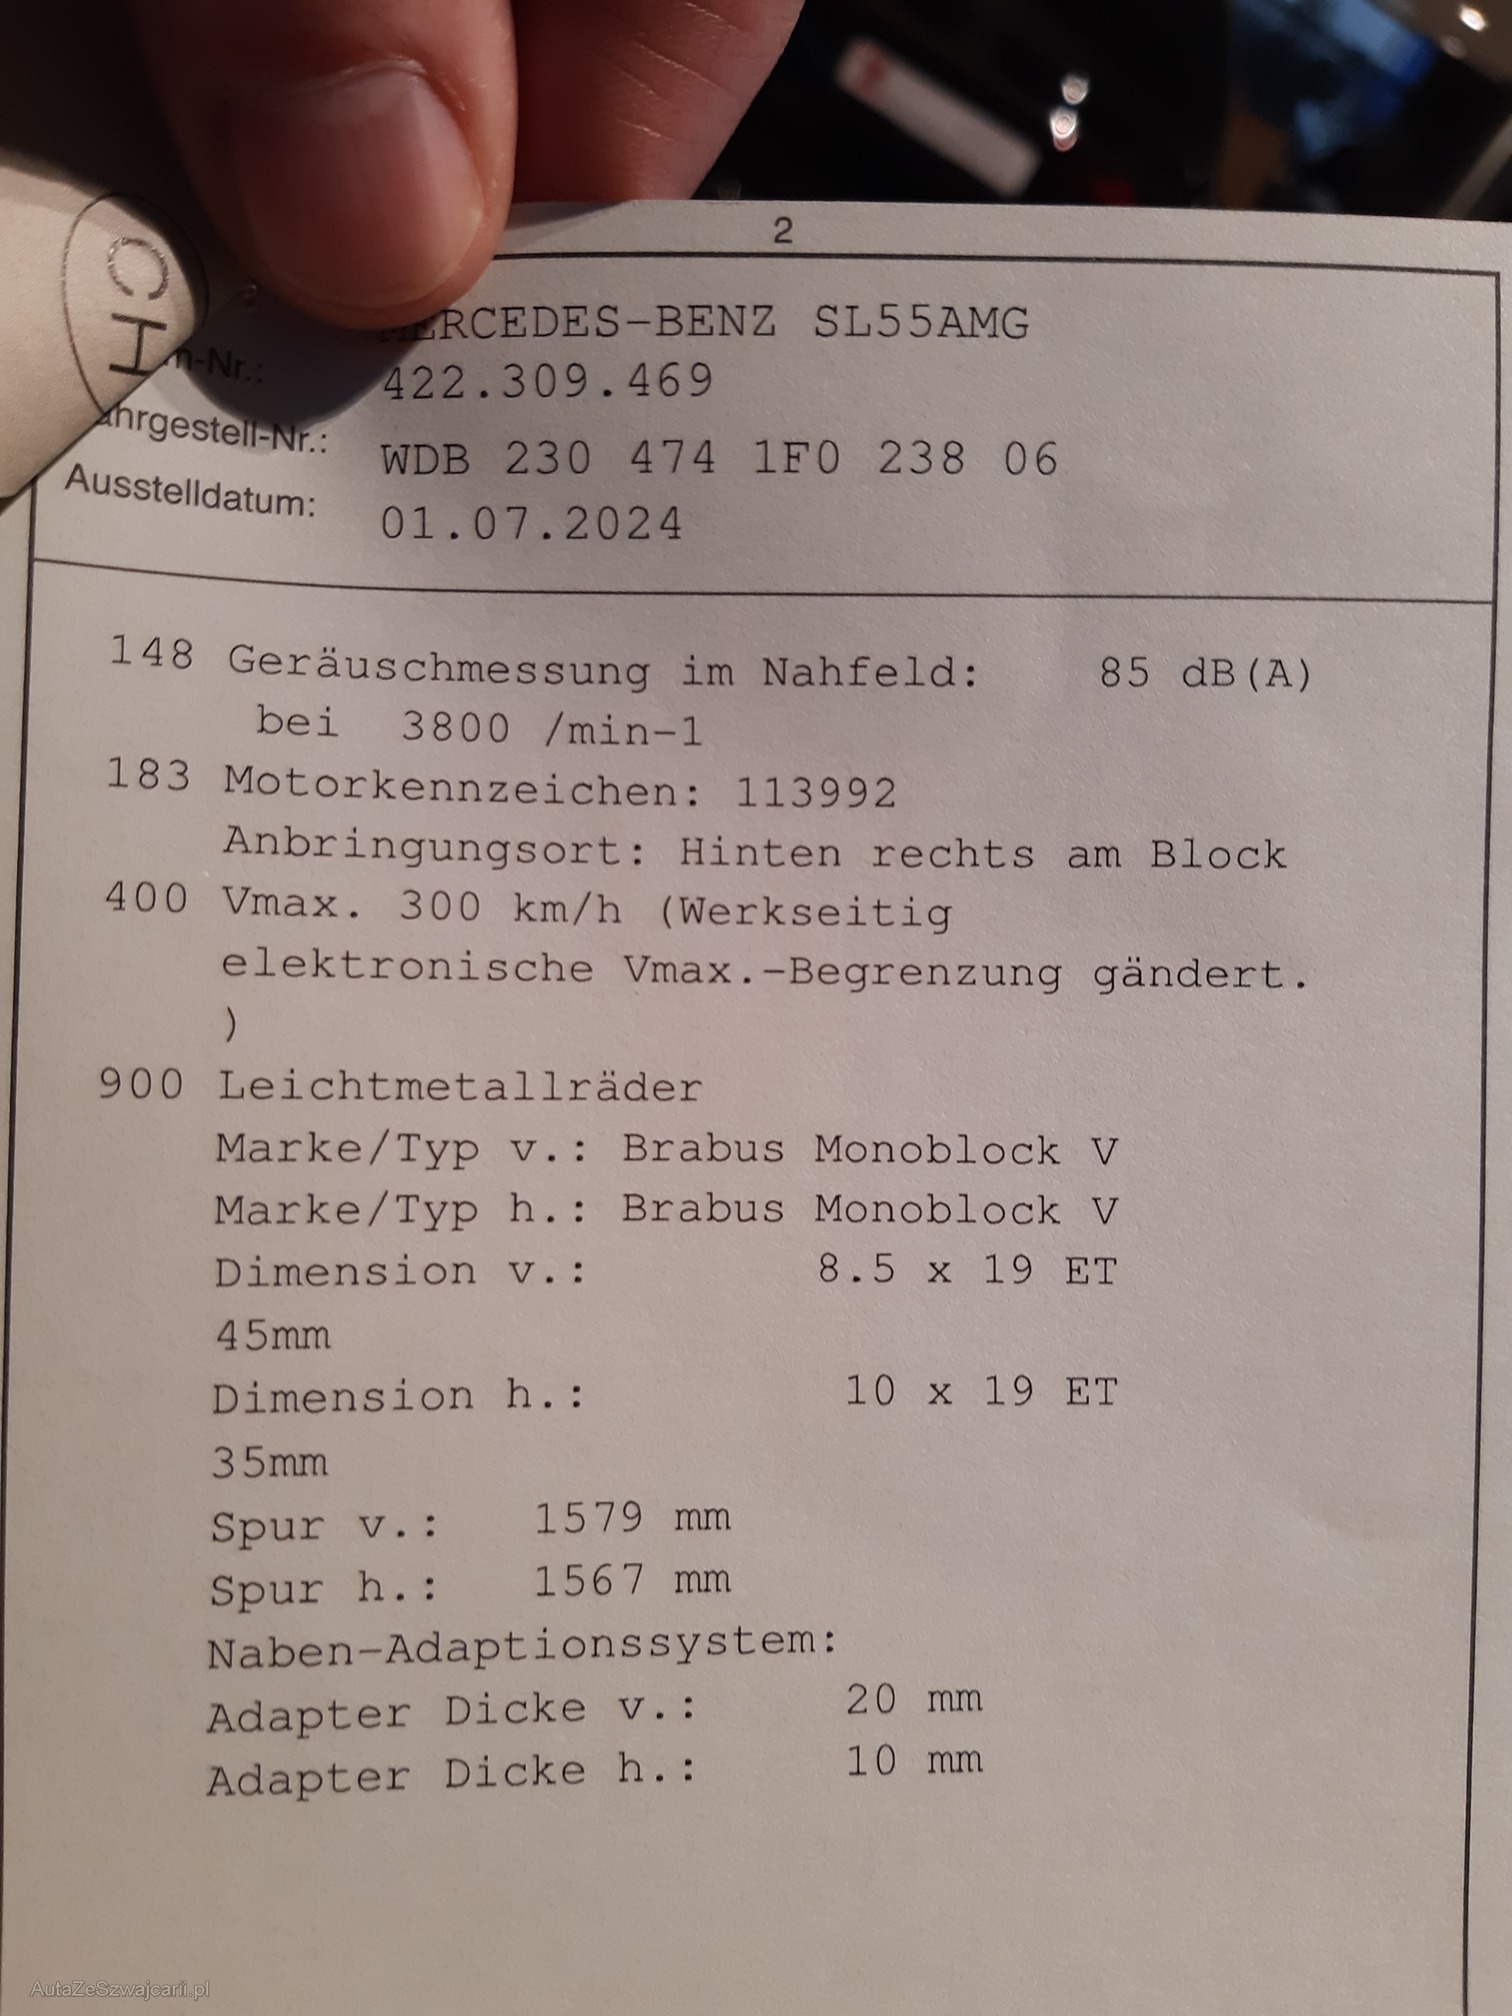 2
CH
MERCEDES-BENZ SL55AMG
n-Nr.: 422.309.469
ahrgestell-Nr.: WDB 230 474 1F0 238 06
Ausstelldatum: 01.07.2024
148 Geräuschmessung im Nahfeld: 85 dB(A)
bei 3800 /min-1
183 Motorkennzeichen: 113992
Anbringungsort: Hinten rechts am Block
400 Vmax. 300 km/h (Werkseitig
elektronische Vmax.-Begrenzung gändert.
)
900 Leichtmetallräder
Marke/Typ v.: Brabus Monoblock V
Marke/Typ h.: Brabus Monoblock V
Dimension v.: 8.5 x 19 ET
45mm
Dimension h.: 10 x 19 ET
35mm
Spur v.: 1579 mm
Spur h.: 1567 mm
Naben-Adaptionssystem:
Adapter Dicke v.: 20 mm
Adapter Dicke h.: 10 mm
AutaZeSzwajcarii.pl